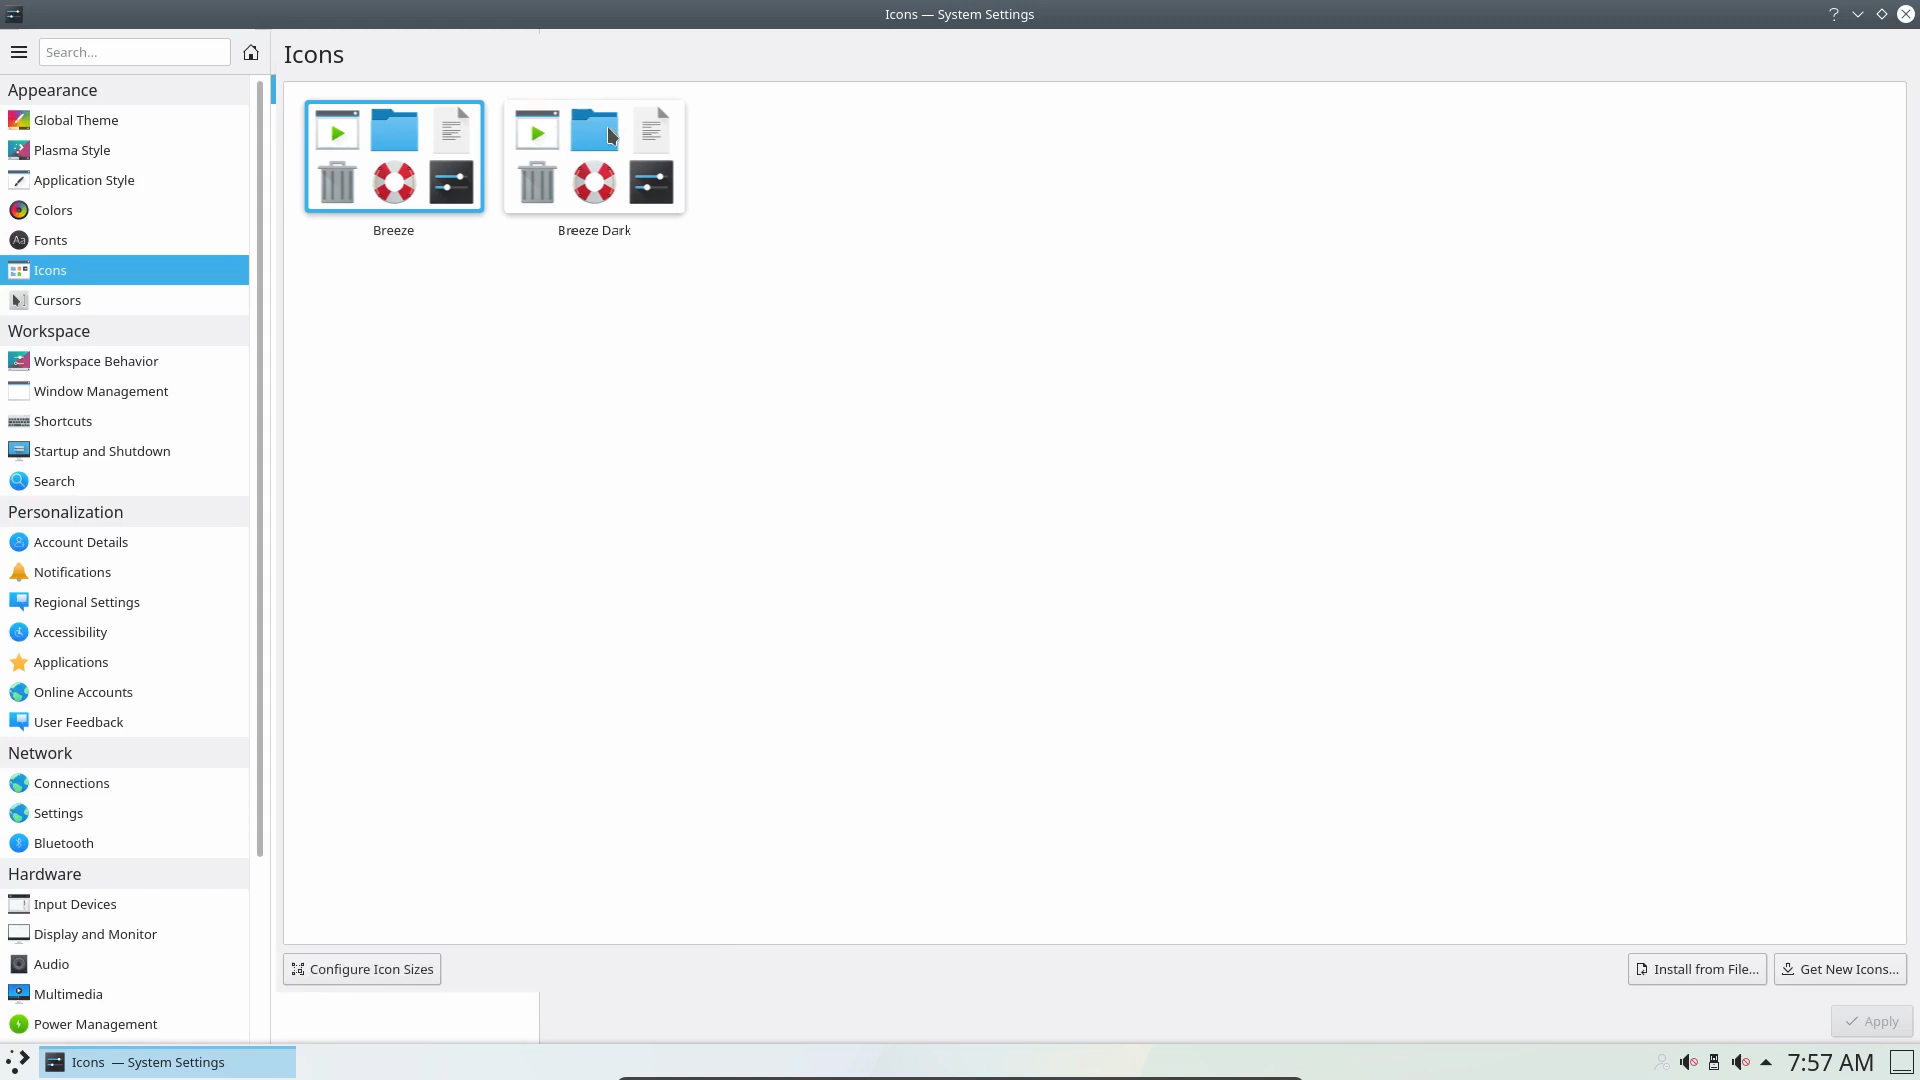 Icons — System Settings
Search...
Icons
Appearance
Global Theme
Plasma Style
Application Style
Colors
Aa
Fonts
Icons
Cursors
Workspace
Workspace Behavior
Window Management
Shortcuts
Startup and Shutdown
Search
Personalization
Account Details
Notifications
Regional Settings
Accessibility
Applications
Online Accounts
User Feedback
Network
Connections
Settings
Bluetooth
Hardware
Input Devices
Display and Monitor
Audio
Multimedia
Power Management
Breeze
Breeze Dark
Configure Icon Sizes
Install from File...
Get New Icons...
Apply
Icons — System Settings
7:57 AM